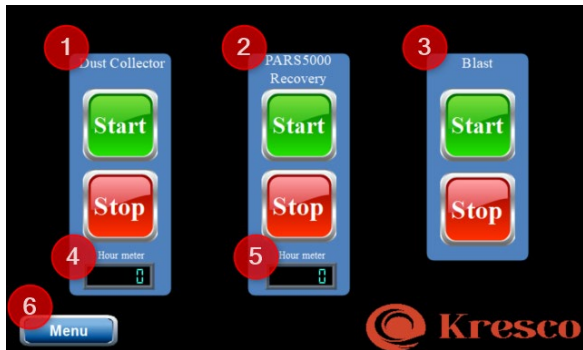 1
Dust Collector
Start
Stop
4
Hour meter
0
2
PARS5000
Recovery
Start
Stop
5
Hour meter
0
3
Blast
Start
Stop
6
Menu
Kresco